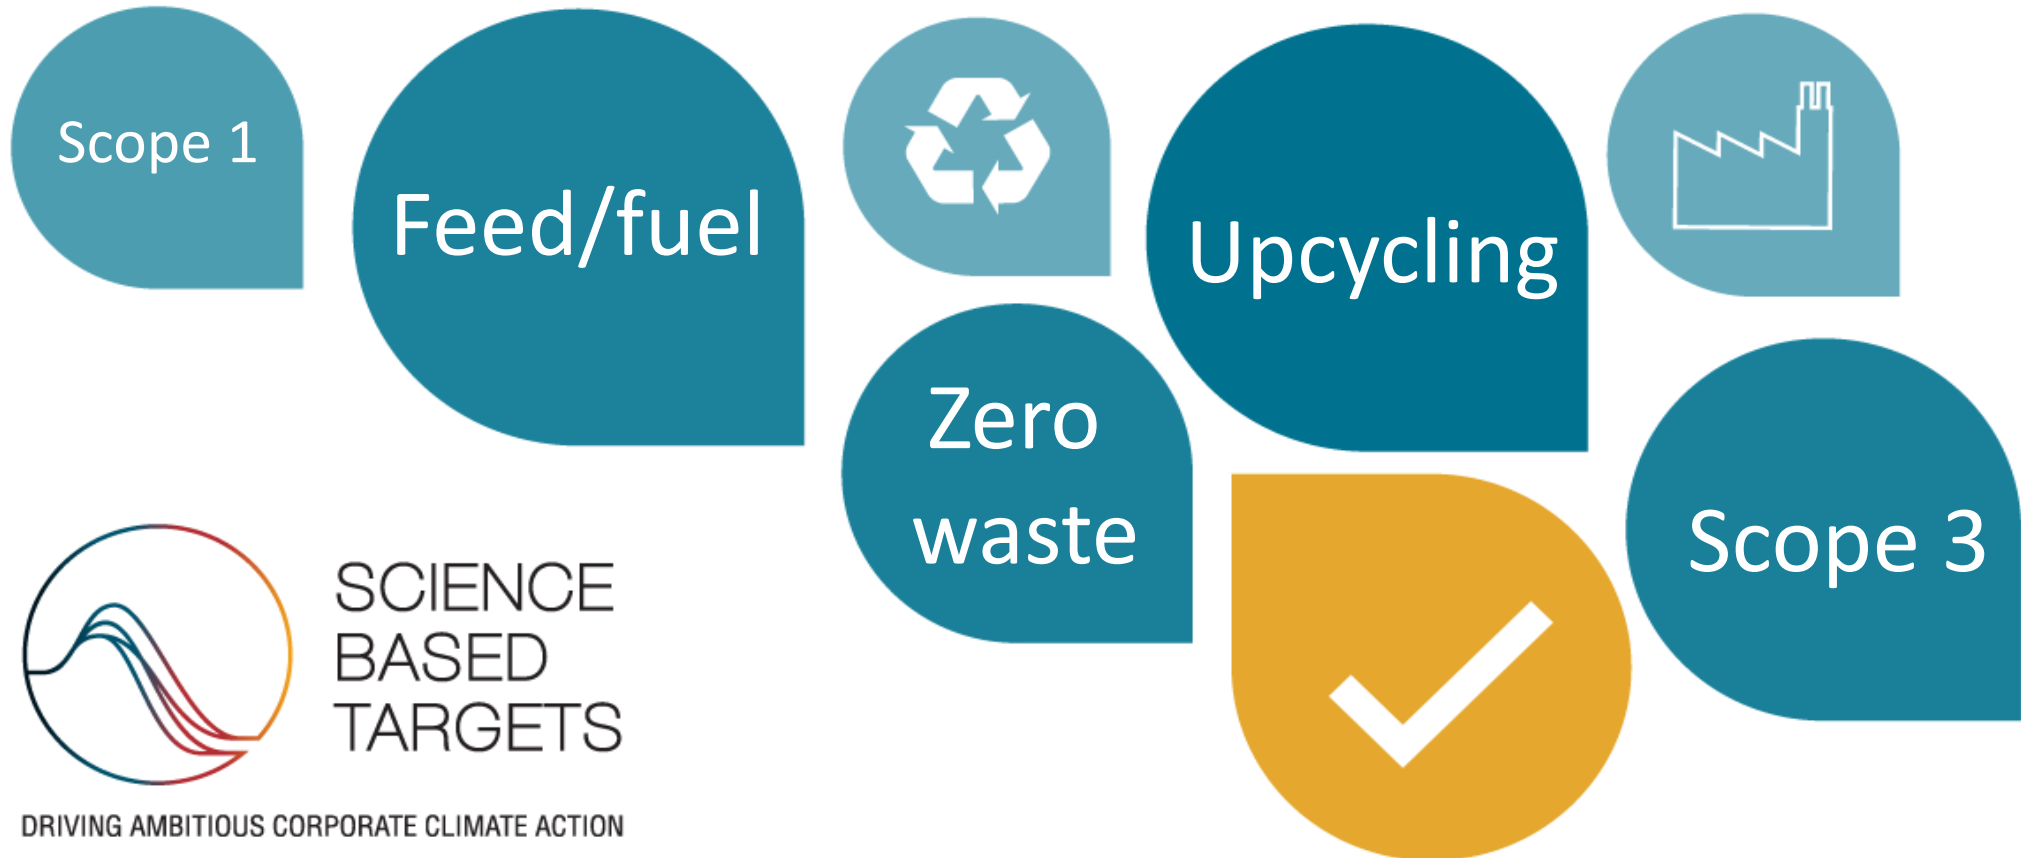 Scope 1
Feed/fuel
Upcycling
Zero
waste
Scope 3
SCIENCE
BASED
TARGETS
DRIVING AMBITIOUS CORPORATE CLIMATE ACTION